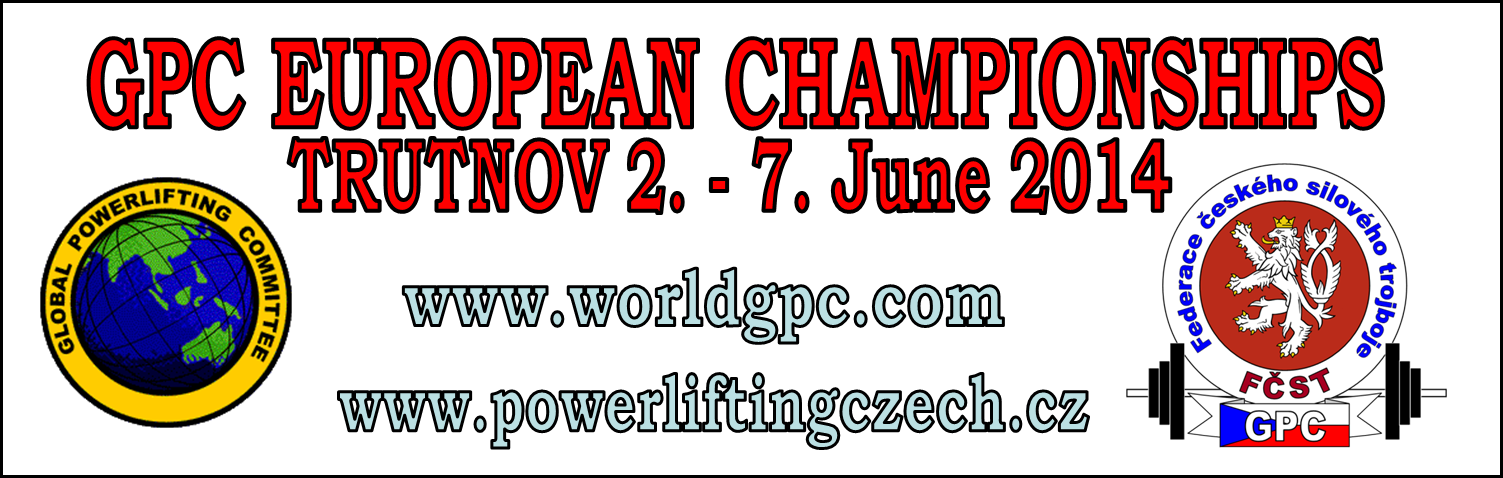 GPC EUROPEAN CHAMPIONSHIPS
TRUTNOV 2. - 7. June 2014
GLOBAL POWERLIFTING COMMITTEE
www.worldgpc.com
www.powerliftingczech.cz
Federace českého silového trojboje
FČST
GPC